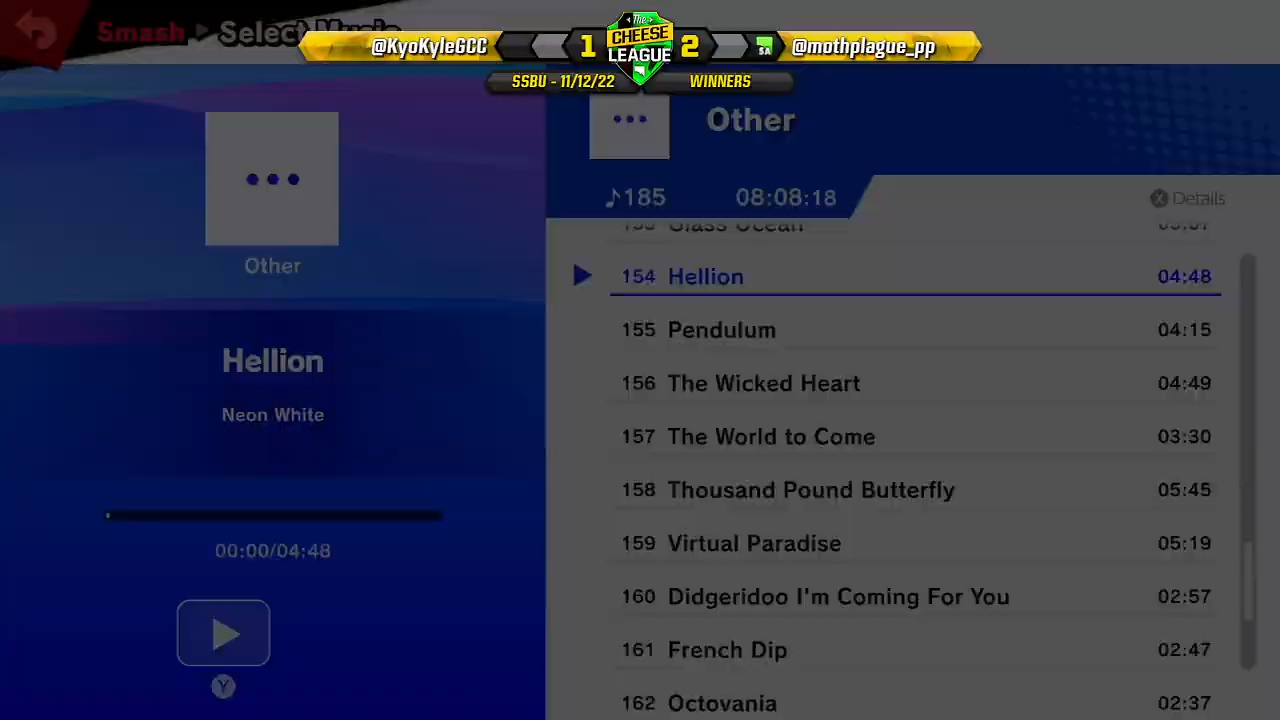 Smash ▶ Select Music
@KyoKyleGCC 1 The CHEESE LEAGUE 2 SA @mothplague_pp
SSBU - 11/12/22 WINNERS
Other
Hellion
Neon White
00:00/04:48
Y
Other
♪185 08:08:18
X Details
153 Glass Ocean
154 Hellion 04:48
155 Pendulum 04:15
156 The Wicked Heart 04:49
157 The World to Come 03:30
158 Thousand Pound Butterfly 05:45
159 Virtual Paradise 05:19
160 Didgeridoo I'm Coming For You 02:57
161 French Dip 02:47
162 Octovania 02:37